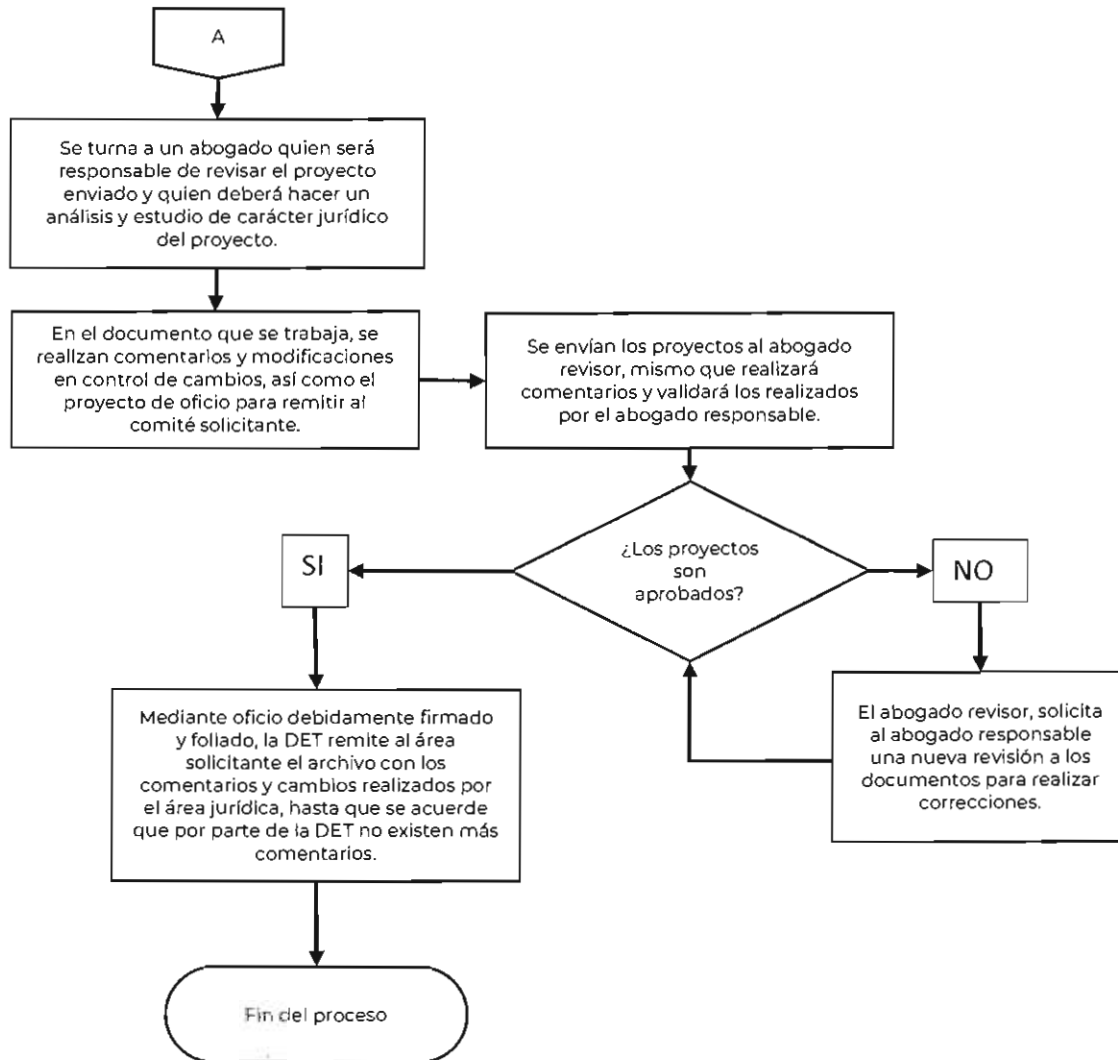 A
Se turna a un abogado quien será
responsable de revisar el proyecto
enviado y quien deberá hacer un
análisis y estudio de carácter jurídico
del proyecto.
En el documento que se trabaja, se
realizan comentarios y modificaciones
en control de cambios, así como el
proyecto de oficio para remitir al
comité solicitante.
Se envían los proyectos al abogado
revisor, mismo que realizará
comentarios y validará los realizados
por el abogado responsable.
¿Los proyectos
son
aprobados?
SI
NO
Mediante oficio debidamente firmado
y foliado, la DET remite al área
solicitante el archivo con los
comentarios y cambios realizados por
el área jurídica, hasta que se acuerde
que por parte de la DET no existen más
comentarios.
El abogado revisor, solicita
al abogado responsable
una nueva revisión a los
documentos para realizar
correcciones.
Fin del proceso